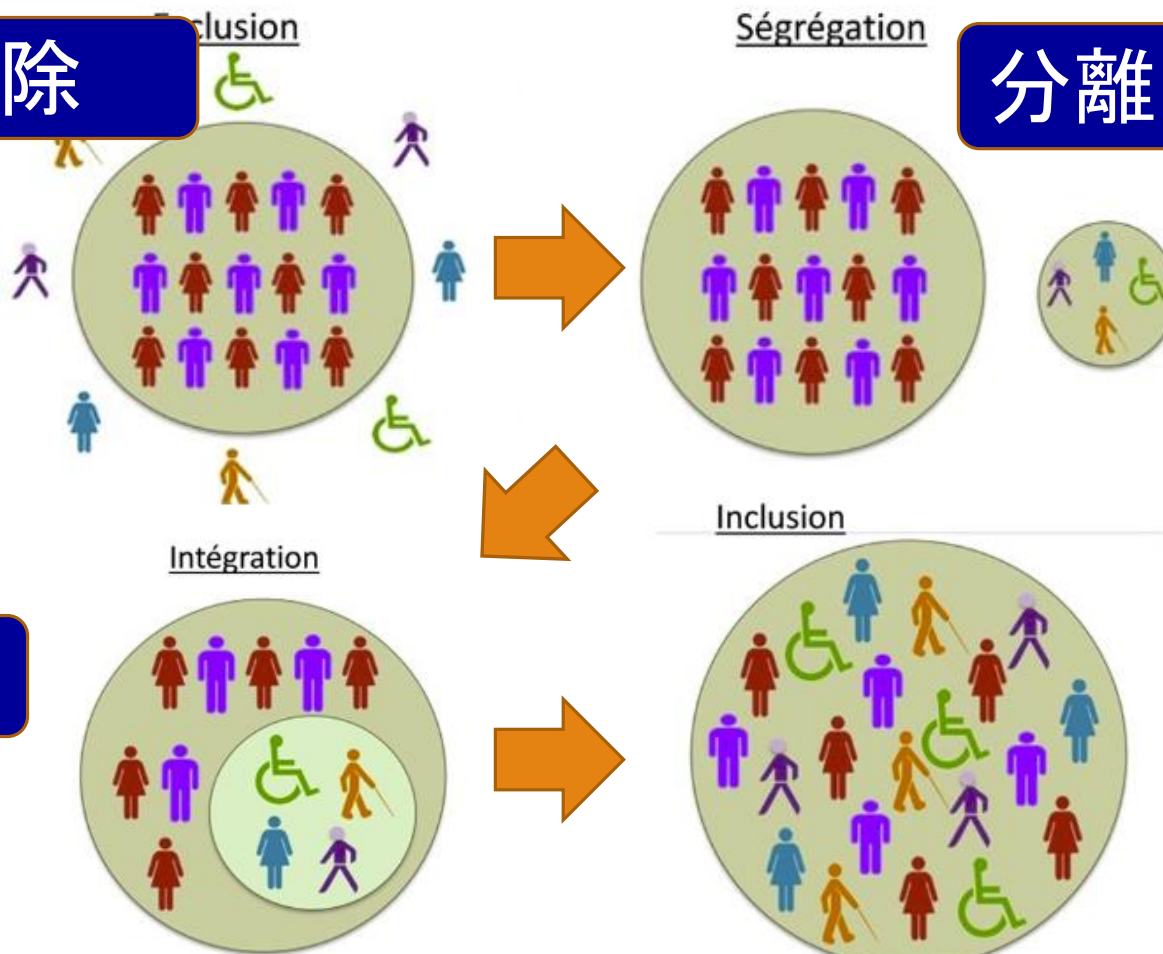 除
clusion
Ségrégation
分離
Intégration
Inclusion